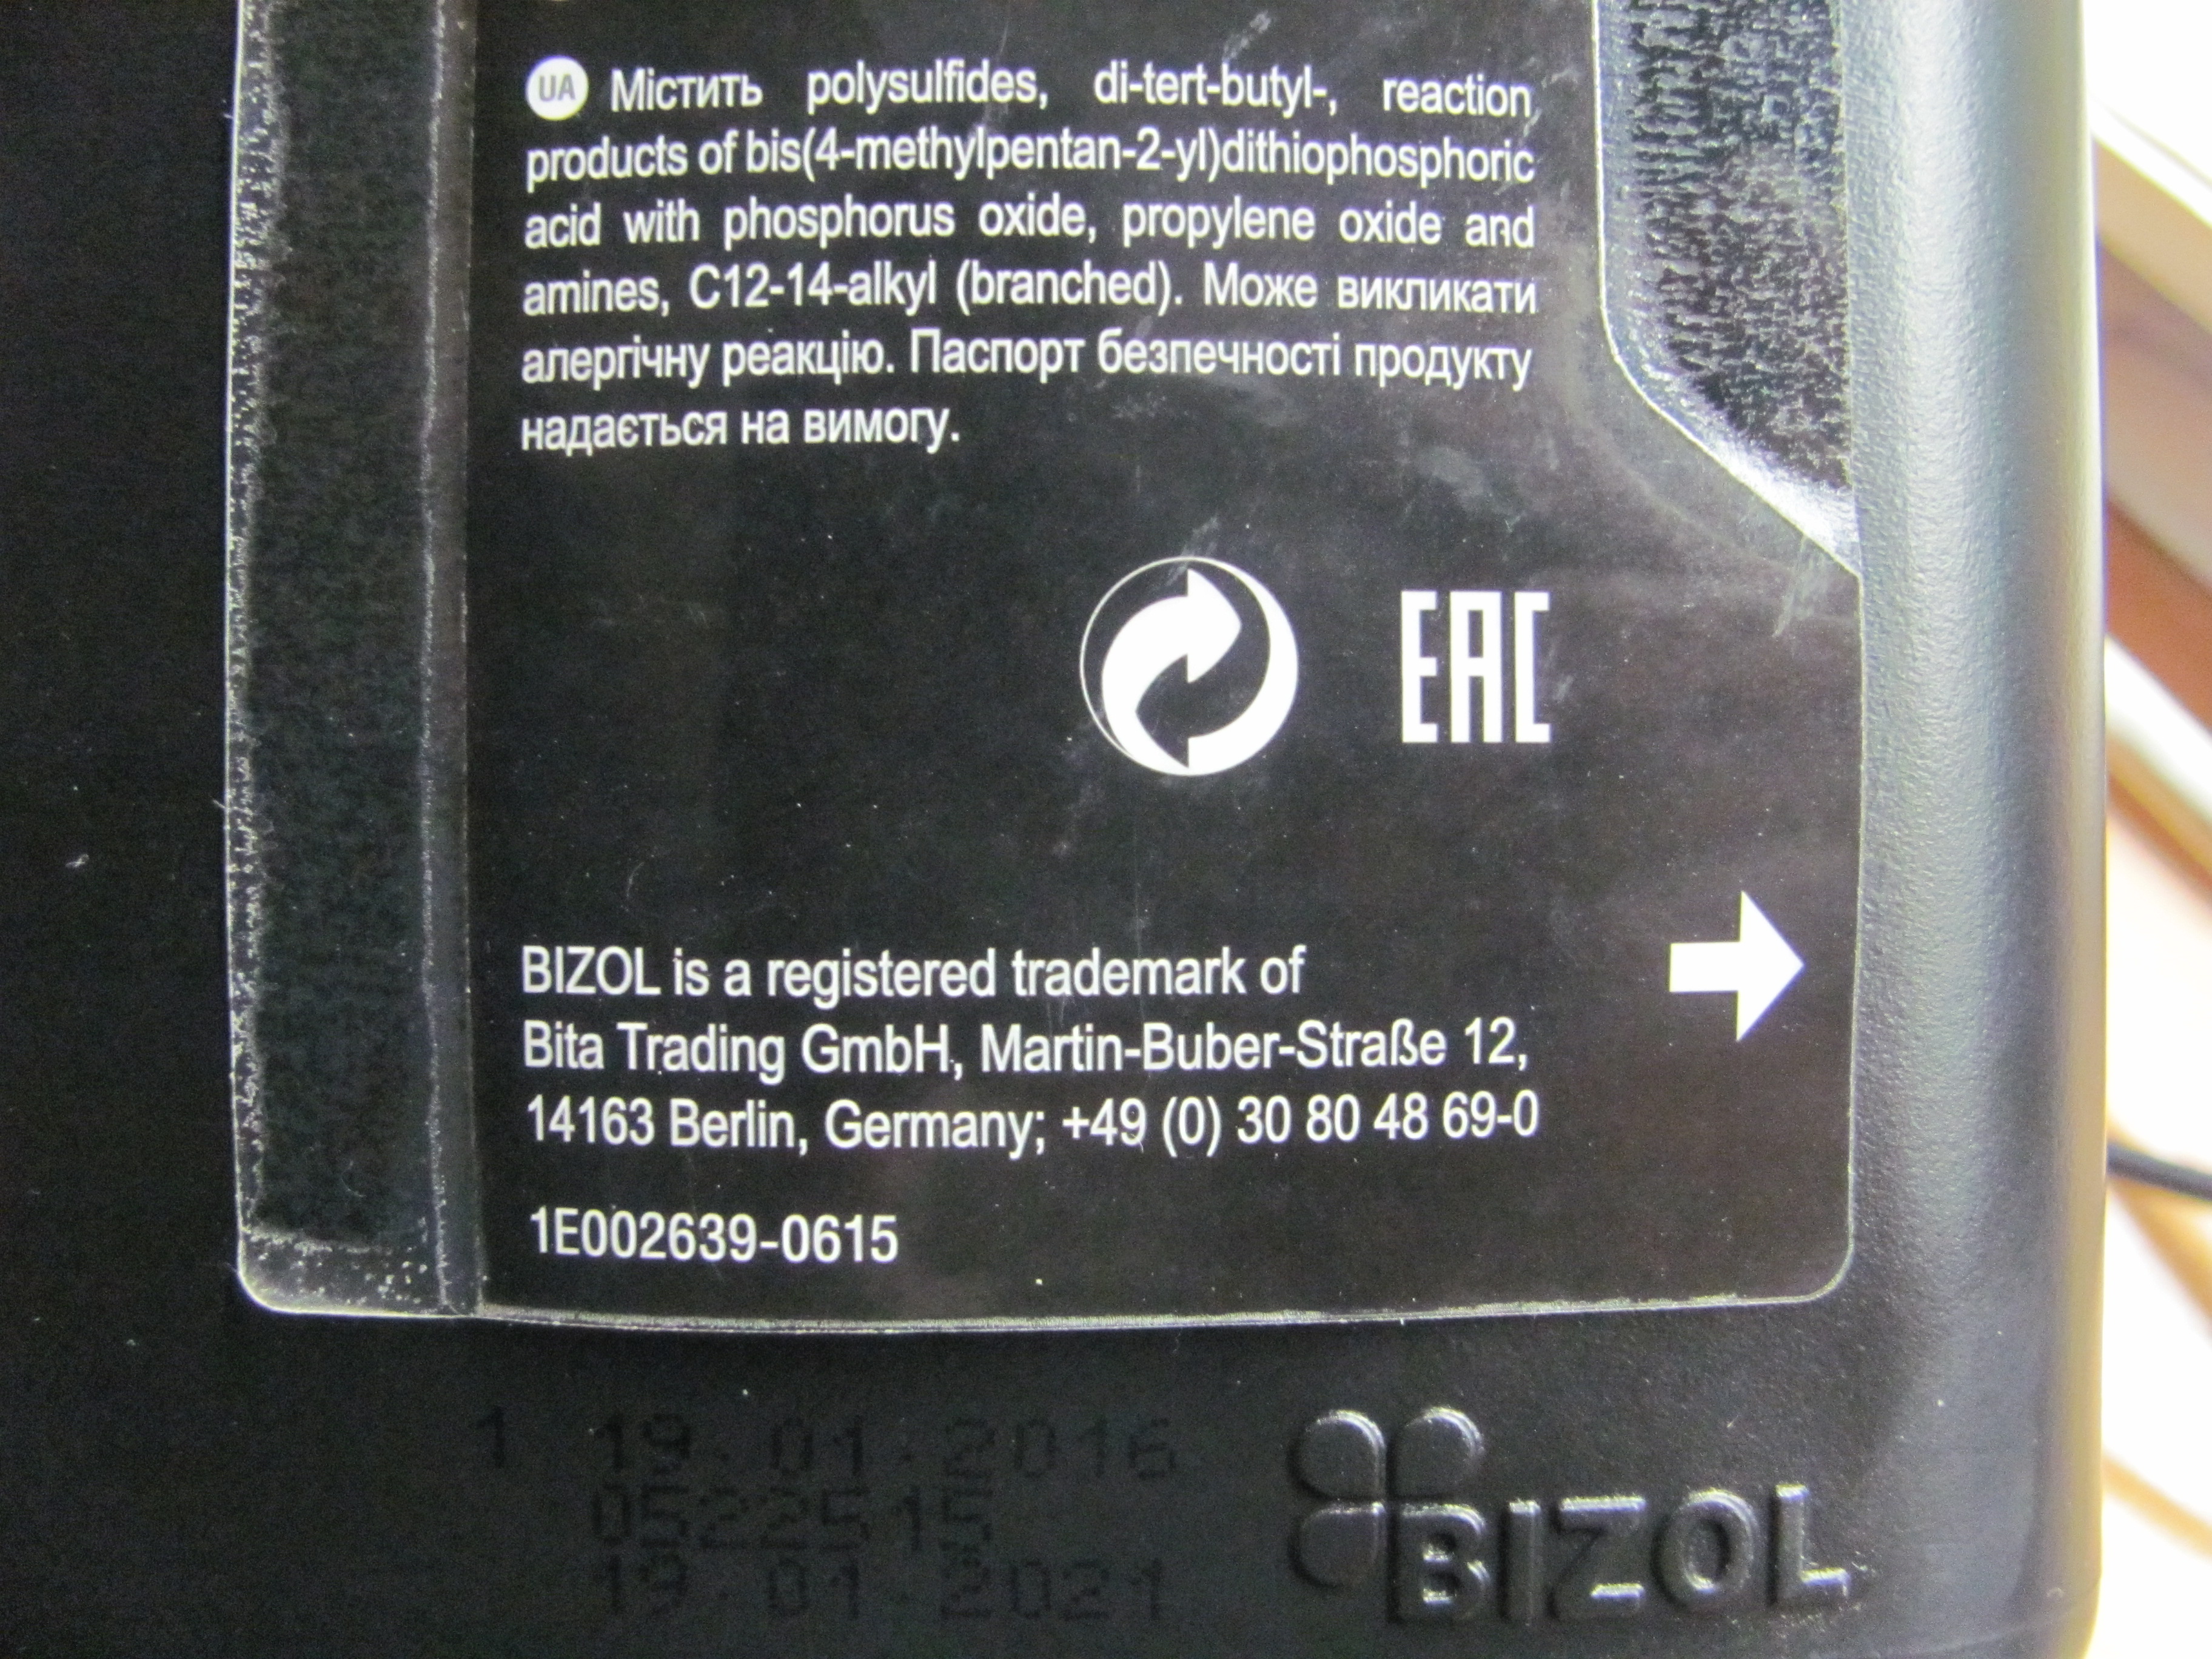 UA Містить polysulfides, di-tert-butyl-, reaction
products of bis(4-methylpentan-2-yl)dithiophosphoric
acid with phosphorus oxide, propylene oxide and
amines, C12-14-alkyl (branched). Може викликати
алергічну реакцію. Паспорт безпечності продукту
надається на вимогу.
EAC
BIZOL is a registered trademark of
Bita Trading GmbH, Martin-Buber-Straße 12,
14163 Berlin, Germany; +49 (0) 30 80 48 69-0
1E002639-0615
1 19.01.2016
0522515
19.01.2021
BIZOL